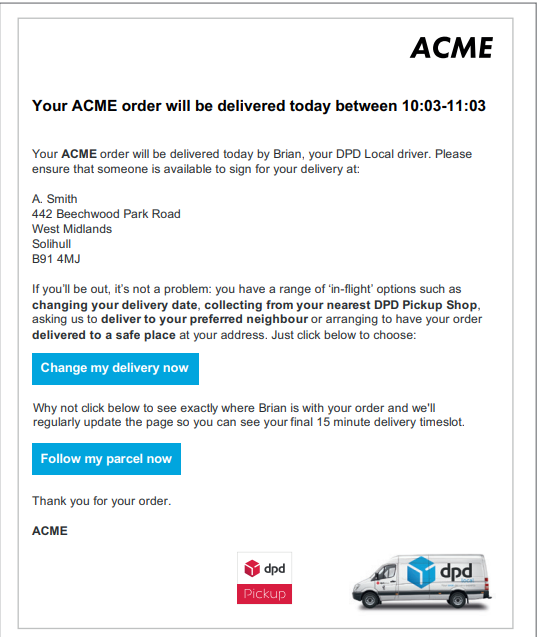 ACME
Your ACME order will be delivered today between 10:03-11:03
Your ACME order will be delivered today by Brian, your DPD Local driver. Please
ensure that someone is available to sign for your delivery at:
A. Smith
442 Beechwood Park Road
West Midlands
Solihull
B91 4MJ
If you'll be out, it's not a problem: you have a range of 'in-flight' options such as
changing your delivery date, collecting from your nearest DPD Pickup Shop,
asking us to deliver to your preferred neighbour or arranging to have your order
delivered to a safe place at your address. Just click below to choose:
Change my delivery now
Why not click below to see exactly where Brian is with your order and we'll
regularly update the page so you can see your final 15 minute delivery timeslot.
Follow my parcel now
Thank you for your order.
ACME
dpd
Pickup
dpd
local